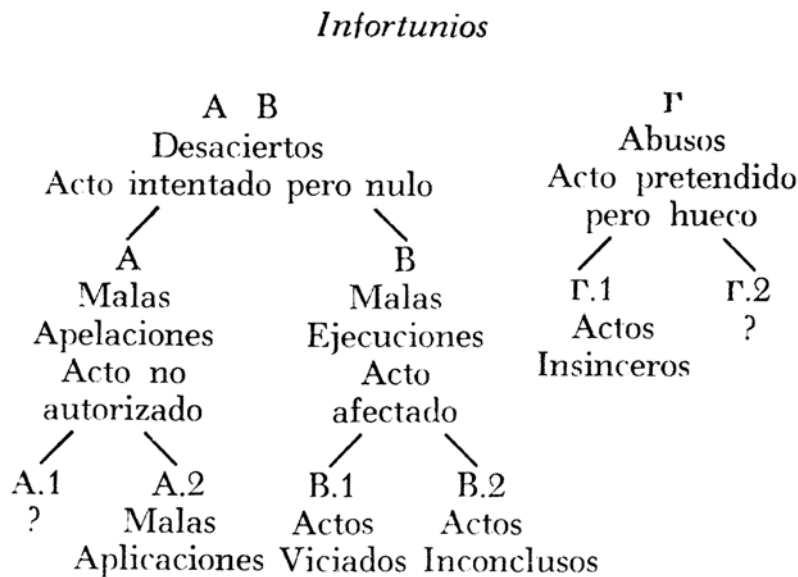 Infortunios
A B
Desaciertos
Acto intentado pero nulo
Γ
Abusos
Acto pretendido
pero hueco
A
Malas
Apelaciones
Acto no
autorizado
B
Malas
Ejecuciones
Acto
afectado
Γ.1
Actos
Insinceros
Γ.2
?
A.1
?
A.2
Malas
Aplicaciones
B.1
Actos
Viciados
B.2
Actos
Inconclusos